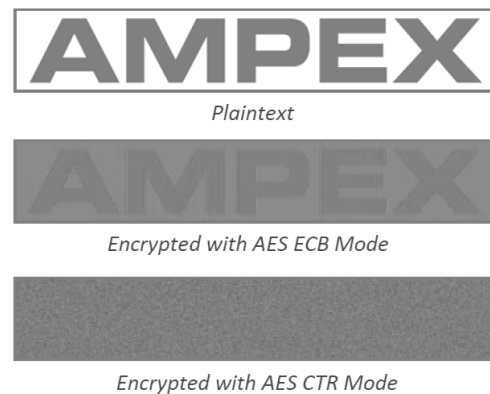 AMPEX
Plaintext
AMPEX
Encrypted with AES ECB Mode
Encrypted with AES CTR Mode